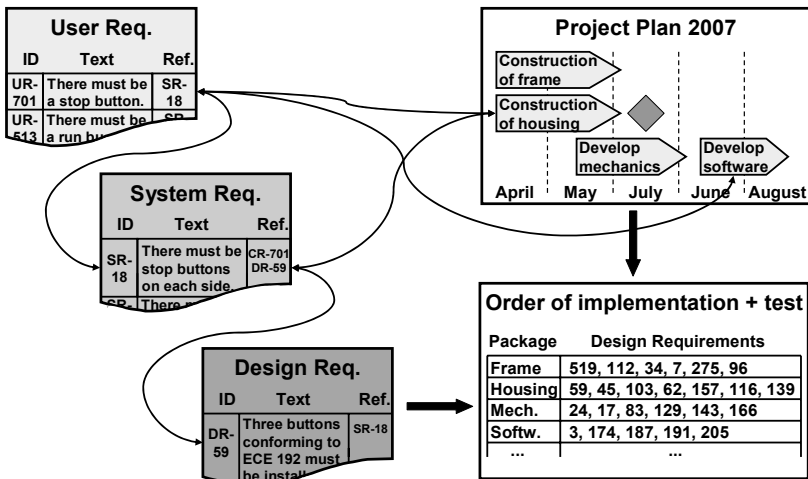 User Req.
ID Text Ref.
UR- There must be SR-
701 a stop button. 18
UR- There must be
513 a run
System Req.
ID Text Ref.
SR- There must be CR-701
18 stop buttons DR-59
on each side.
There
Design Req.
ID Text Ref.
DR- Three buttons SR-18
59 conforming to
ECE 192 must
be
Project Plan 2007
Construction
of frame
Construction
of housing
Develop
mechanics
Develop
software
April May July June August
Order of implementation + test
Package Design Requirements
Frame 519, 112, 34, 7, 275, 96
Housing 59, 45, 103, 62, 157, 116, 139
Mech. 24, 17, 83, 129, 143, 166
Softw. 3, 174, 187, 191, 205
... ...